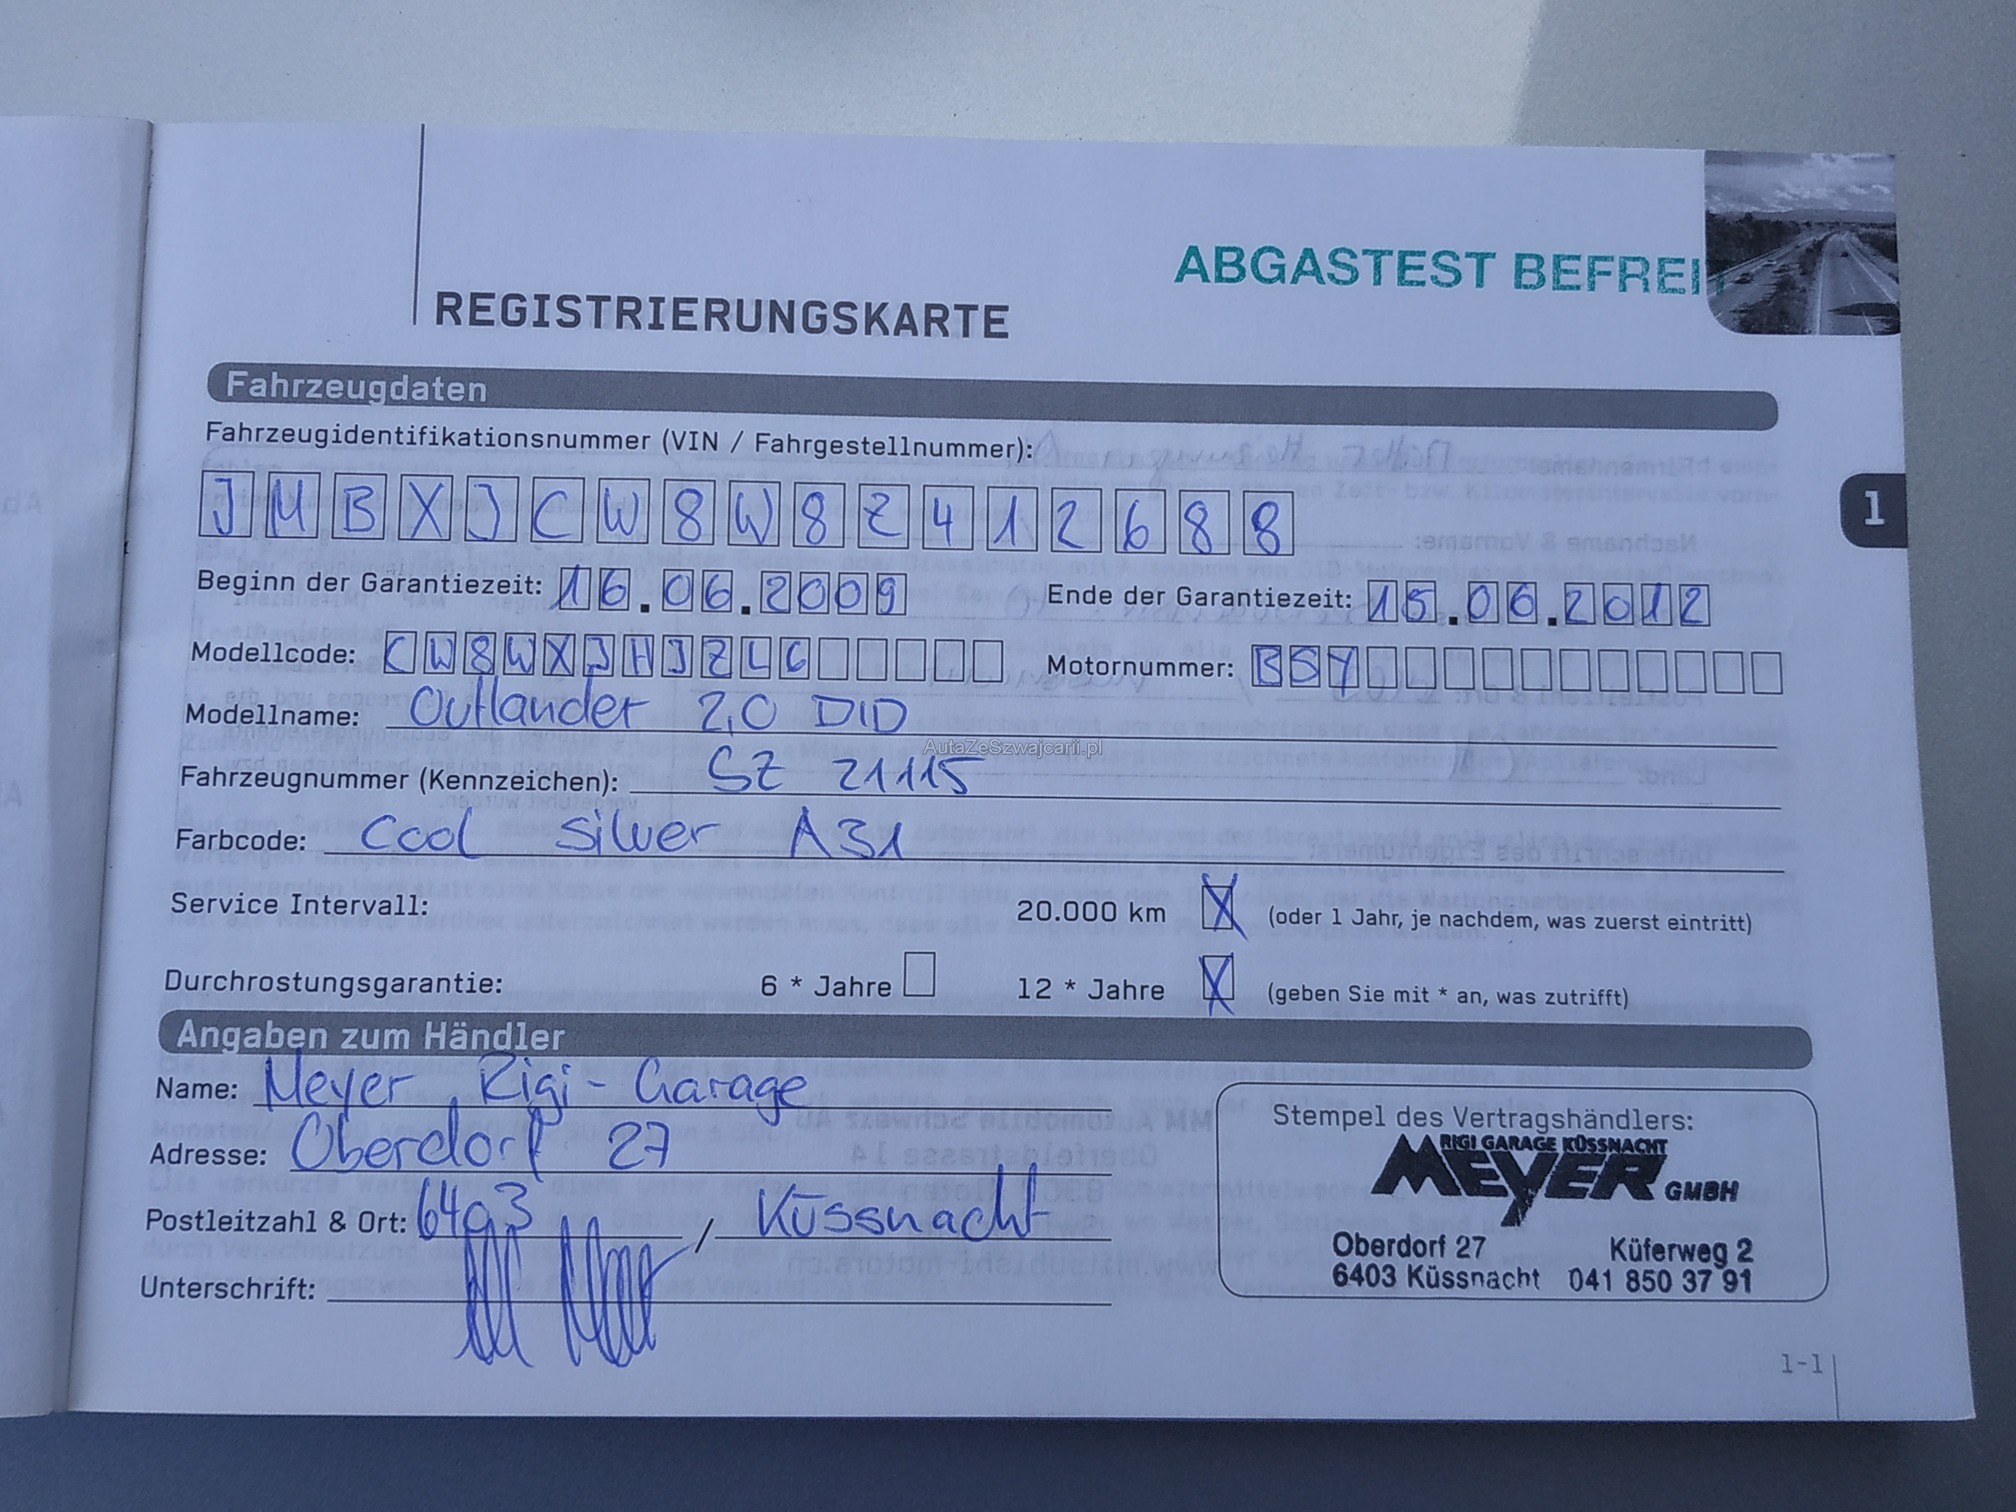 ABGASTEST BEFREI
REGISTRIERUNGSKARTE
Fahrzeugdaten
Fahrzeugidentifikationsnummer (VIN / Fahrgestellnummer):
JMBXJCW8W8Z412688
1
Beginn der Garantiezeit: 16.06.2009 Ende der Garantiezeit: 15.06.2012
Modellcode: CW8WXJHJZL6 Motornummer: BSY
Modellname: Outlander 2,0 DID
AutaZeSzwajcarii.pl
Fahrzeugnummer (Kennzeichen): SZ 21115
Farbcode: Cool Silver A31
Service Intervall: 20.000 km X (oder 1 Jahr, je nachdem, was zuerst eintritt)
Durchrostungsgarantie: 6 * Jahre 12 * Jahre X (geben Sie mit * an, was zutrifft)
Angaben zum Händler
Name: Meyer Rigi-Garage
Adresse: Oberdorf 27
Postleitzahl & Ort: 6403 / Küssnacht
Unterschrift:
Stempel des Vertragshändlers:
RIGI GARAGE KÜSSNACHT
MEYER GMBH
Oberdorf 27 Küferweg 2
6403 Küssnacht 041 850 37 91
1-1